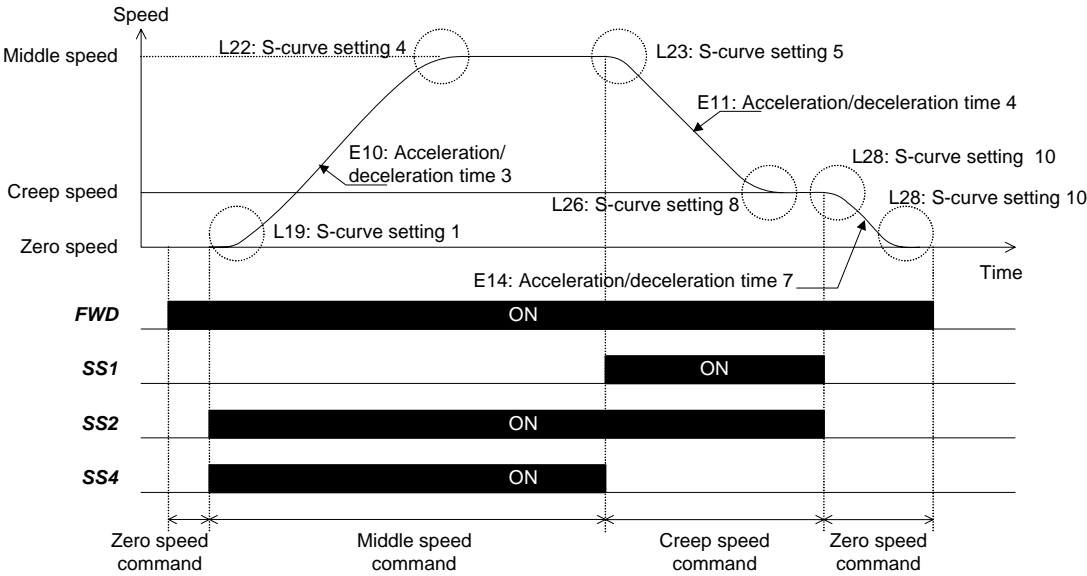 Speed
Middle speed
L22: S-curve setting 4
L23: S-curve setting 5
E11: Acceleration/deceleration time 4
E10: Acceleration/
deceleration time 3
L28: S-curve setting  10
Creep speed
L26: S-curve setting 8
L28: S-curve setting 10
L19: S-curve setting 1
Zero speed
Time
E14: Acceleration/deceleration time 7
FWD
ON
SS1
ON
SS2
ON
SS4
ON
Zero speed
command
Middle speed
command
Creep speed
command
Zero speed
command